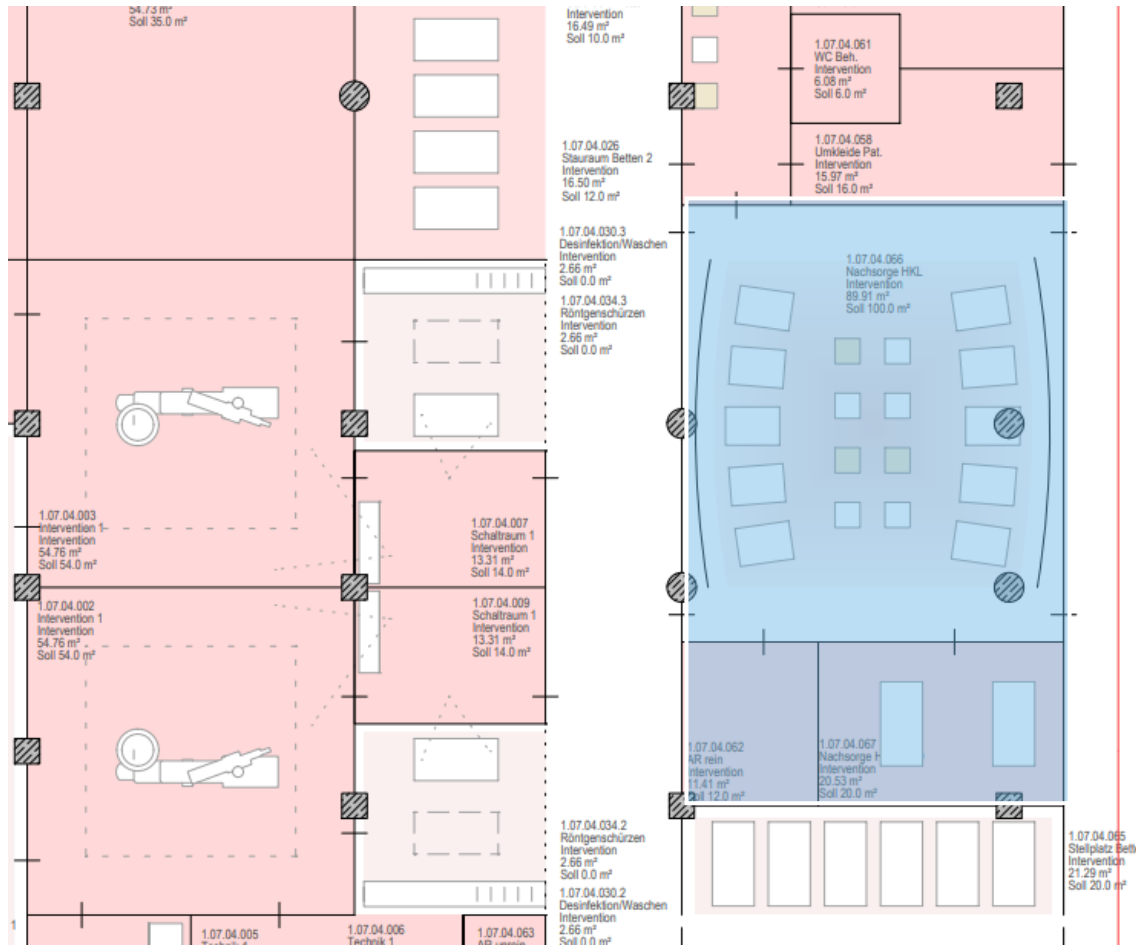 54.73 m²
Soll 35.0 m²
Intervention
16.49 m²
Soll 10.0 m²
1.07.04.061
WC Beh.
Intervention
6.08 m²
Soll 6.0 m²
1.07.04.026
Stauraum Betten 2
Intervention
16.50 m²
Soll 12.0 m²
1.07.04.058
Umkleide Pat.
Intervention
15.97 m²
Soll 16.0 m²
1.07.04.030.3
Desinfektion/Waschen
Intervention
2.66 m²
Soll 0.0 m²
1.07.04.034.3
Röntgenschürzen
Intervention
2.66 m²
Soll 0.0 m²
1.07.04.066
Nachsorge HKL
Intervention
89.91 m²
Soll 100.0 m²
1.07.04.003
Intervention 1
Intervention
54.76 m²
Soll 54.0 m²
1.07.04.007
Schaltraum 1
Intervention
13.31 m²
Soll 14.0 m²
1.07.04.002
Intervention 1
Intervention
54.76 m²
Soll 54.0 m²
1.07.04.009
Schaltraum 1
Intervention
13.31 m²
Soll 14.0 m²
1.07.04.062
AR rein
Intervention
11.41 m²
Soll 12.0 m²
1.07.04.067
Nachsorge H
Intervention
20.53 m²
Soll 20.0 m²
1.07.04.034.2
Röntgenschürzen
Intervention
2.66 m²
Soll 0.0 m²
1.07.04.030.2
Desinfektion/Waschen
Intervention
2.66 m²
Soll 0.0 m²
1.07.04.065
Stellplatz Bett
Intervention
21.29 m²
Soll 20.0 m²
1
1.07.04.005
1.07.04.006
Technik 1
1.07.04.063
AR unrein